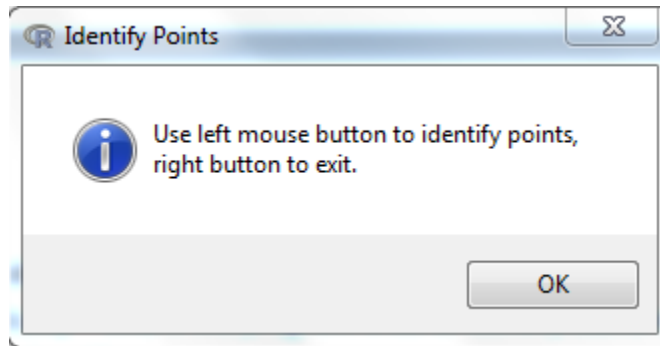 Identify Points
Use left mouse button to identify points,
right button to exit.
OK